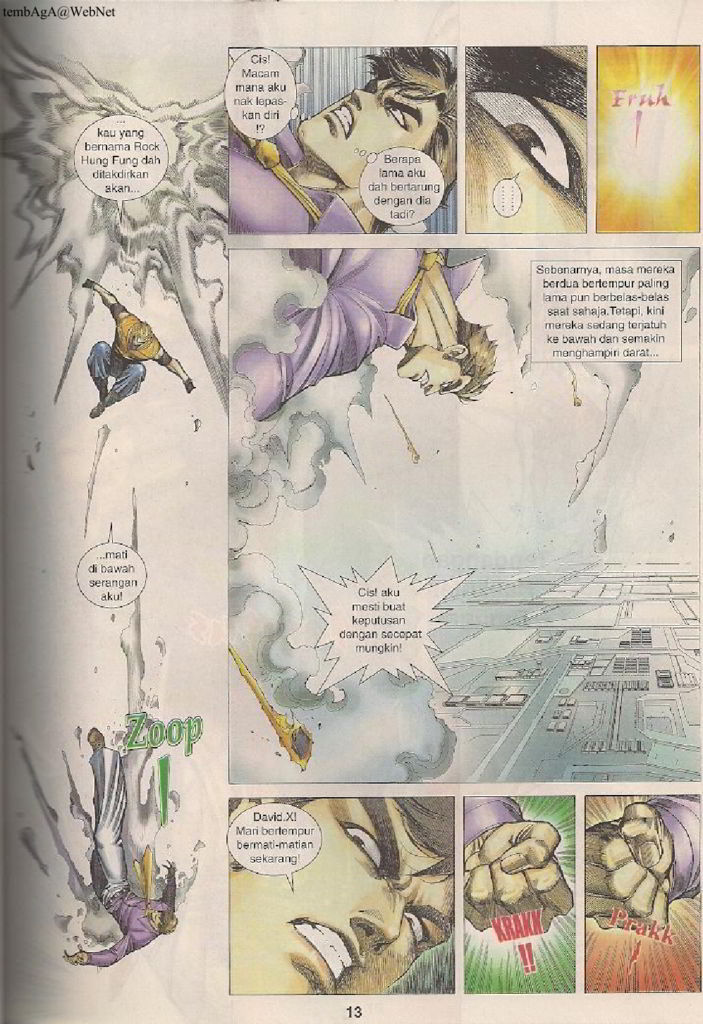 tembAgA@WebNet
...
kau yang
bernama Rock
Hung Fung dah
ditakdirkan
akan...
...mati
di bawah
serangan
aku!
Zoop
!
Cis!
Macam
mana aku
nak lepas-
kan diri
!?
Berapa
lama aku
dah bertarung
dengan dia
tadi?
Fruh
!
Sebenarnya, masa mereka
berdua bertempur paling
lama pun berbelas-belas
saat sahaja.Tetapi, kini
mereka sedang terjatuh
ke bawah dan semakin
menghampiri darat...
Cis! aku
mesti buat
keputusan
dengan secepat
mungkin!
David.X!
Mari bertempur
bermati-matian
sekarang!
KRAKK
!!
Prakk
!
13